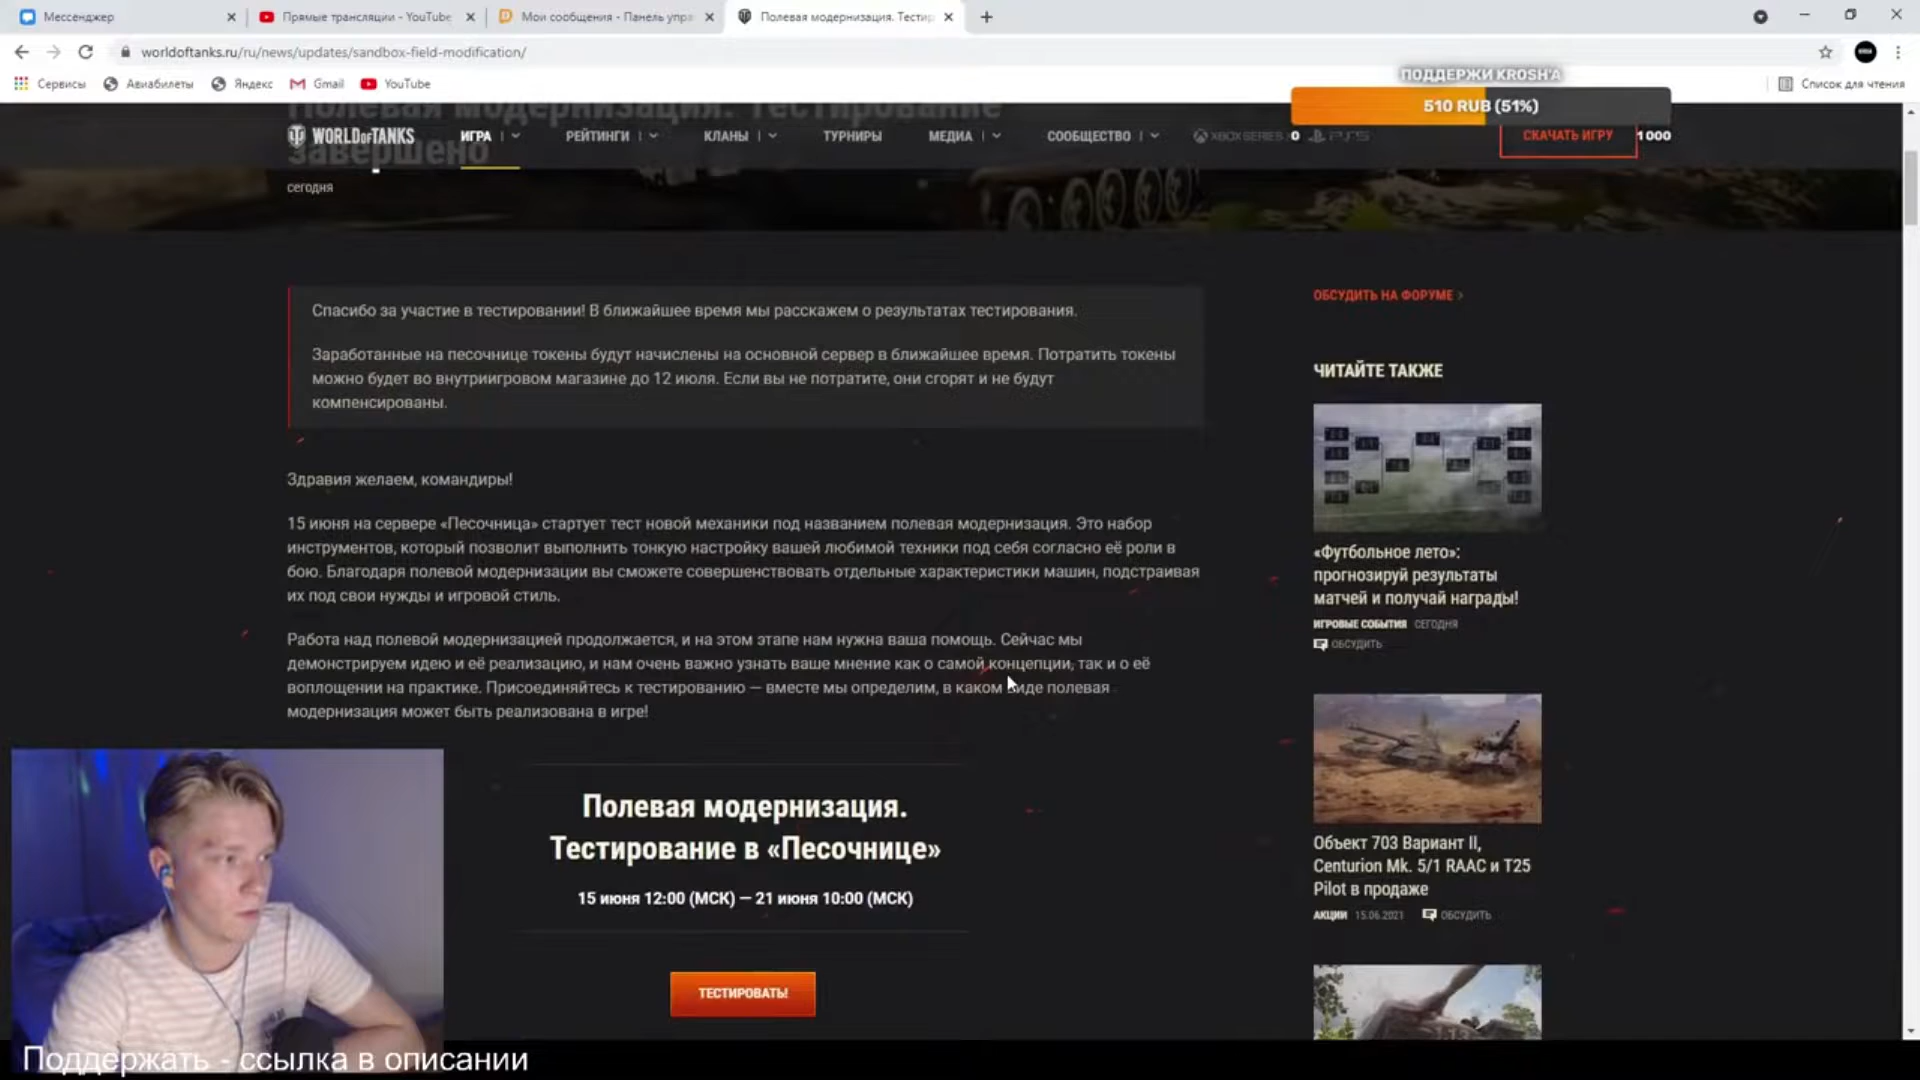 Мессенджер
Прямые трансляции - YouTube
Мои сообщения - Панель упра
Полевая модернизация. Тестир
worldoftanks.ru/ru/news/updates/sandbox-field-modification/
Сервисы
Авиабилеты
Яндекс
Gmail
YouTube
Список для чтения
ПОДДЕРЖИ KROSH'A
510 RUB (51%)
0
1000
Полевая модернизация. Тестирование
завершено
WORLD OF TANKS
ИГРА
РЕЙТИНГИ
КЛАНЫ
ТУРНИРЫ
МЕДИА
СООБЩЕСТВО
XBOX SERIES
PS5
СКАЧАТЬ ИГРУ
сегодня
Спасибо за участие в тестировании! В ближайшее время мы расскажем о результатах тестирования.
Заработанные на песочнице токены будут начислены на основной сервер в ближайшее время. Потратить токены
можно будет во внутриигровом магазине до 12 июля. Если вы не потратите, они сгорят и не будут
компенсированы.
Здравия желаем, командиры!
15 июня на сервере «Песочница» стартует тест новой механики под названием полевая модернизация. Это набор
инструментов, который позволит выполнить тонкую настройку вашей любимой техники под себя согласно её роли в
бою. Благодаря полевой модернизации вы сможете совершенствовать отдельные характеристики машин, подстраивая
их под свои нужды и игровой стиль.
Работа над полевой модернизацией продолжается, и на этом этапе нам нужна ваша помощь. Сейчас мы
демонстрируем идею и её реализацию, и нам очень важно узнать ваше мнение как о самой концепции, так и о её
воплощении на практике. Присоединяйтесь к тестированию — вместе мы определим, в каком виде полевая
модернизация может быть реализована в игре!
Полевая модернизация.
Тестирование в «Песочнице»
15 июня 12:00 (МСК) — 21 июня 10:00 (МСК)
ТЕСТИРОВАТЬ!
ОБСУДИТЬ НА ФОРУМЕ
ЧИТАЙТЕ ТАКЖЕ
«Футбольное лето»:
прогнозируй результаты
матчей и получай награды!
ИГРОВЫЕ СОБЫТИЯ СЕГОДНЯ
ОБСУДИТЬ
Объект 703 Вариант II,
Centurion Mk. 5/1 RAAC и T25
Pilot в продаже
АКЦИИ 15.06.2021 ОБСУДИТЬ
Поддержать - ссылка в описании